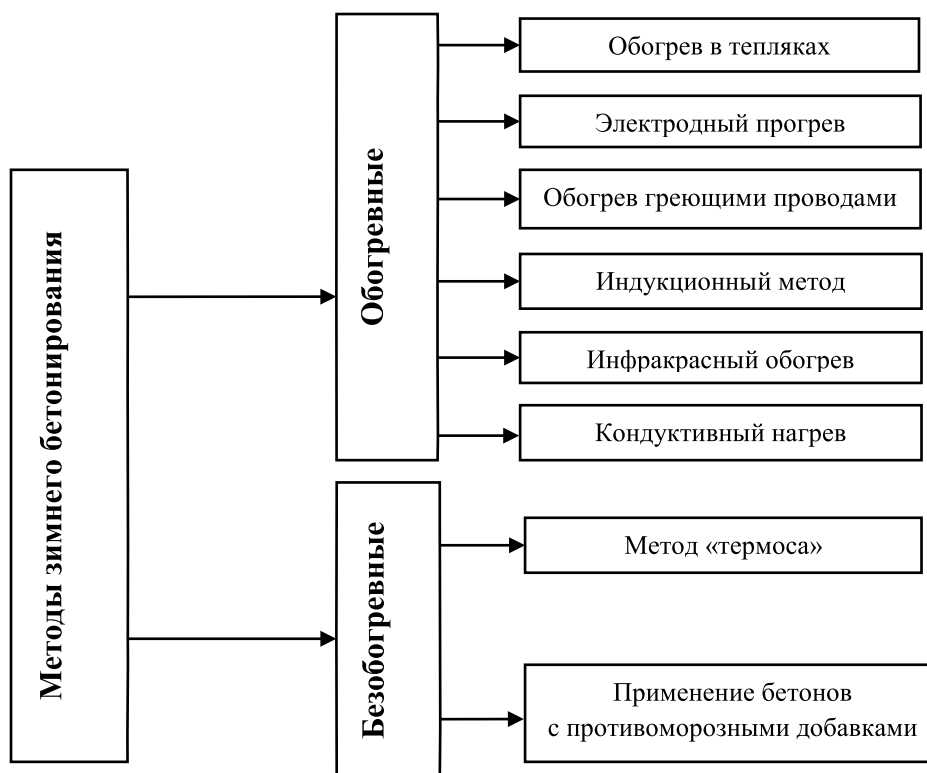 Методы зимнего бетонирования
Обогревные
Обогрев в тепляках
Электродный прогрев
Обогрев греющими проводами
Индукционный метод
Инфракрасный обогрев
Кондуктивный нагрев
Безобогревные
Метод «термоса»
Применение бетонов
с противоморозными добавками